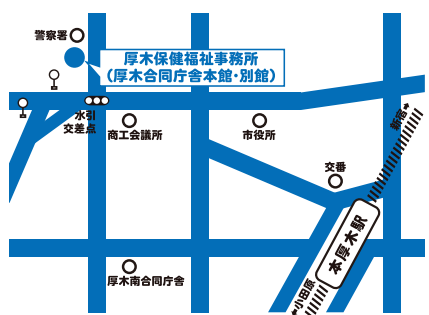 警察署
厚木保健福祉事務所
（厚木合同庁舎本館・別館）
水引
交差点
商工会議所
市役所
新宿
交番
本厚木駅
厚木南合同庁舎
小田原